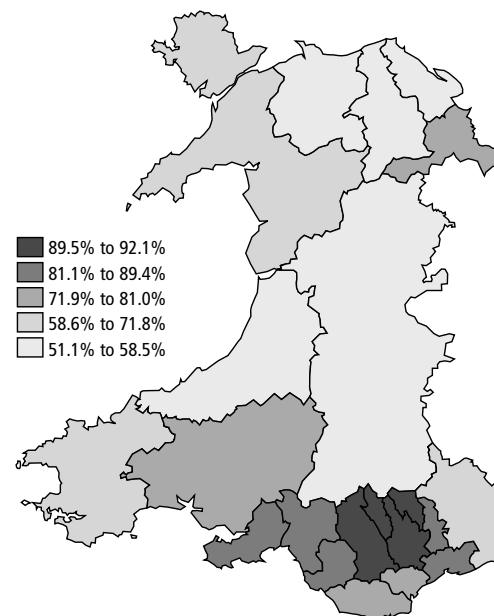 89.5% to 92.1%
81.1% to 89.4%
71.9% to 81.0%
58.6% to 71.8%
51.1% to 58.5%